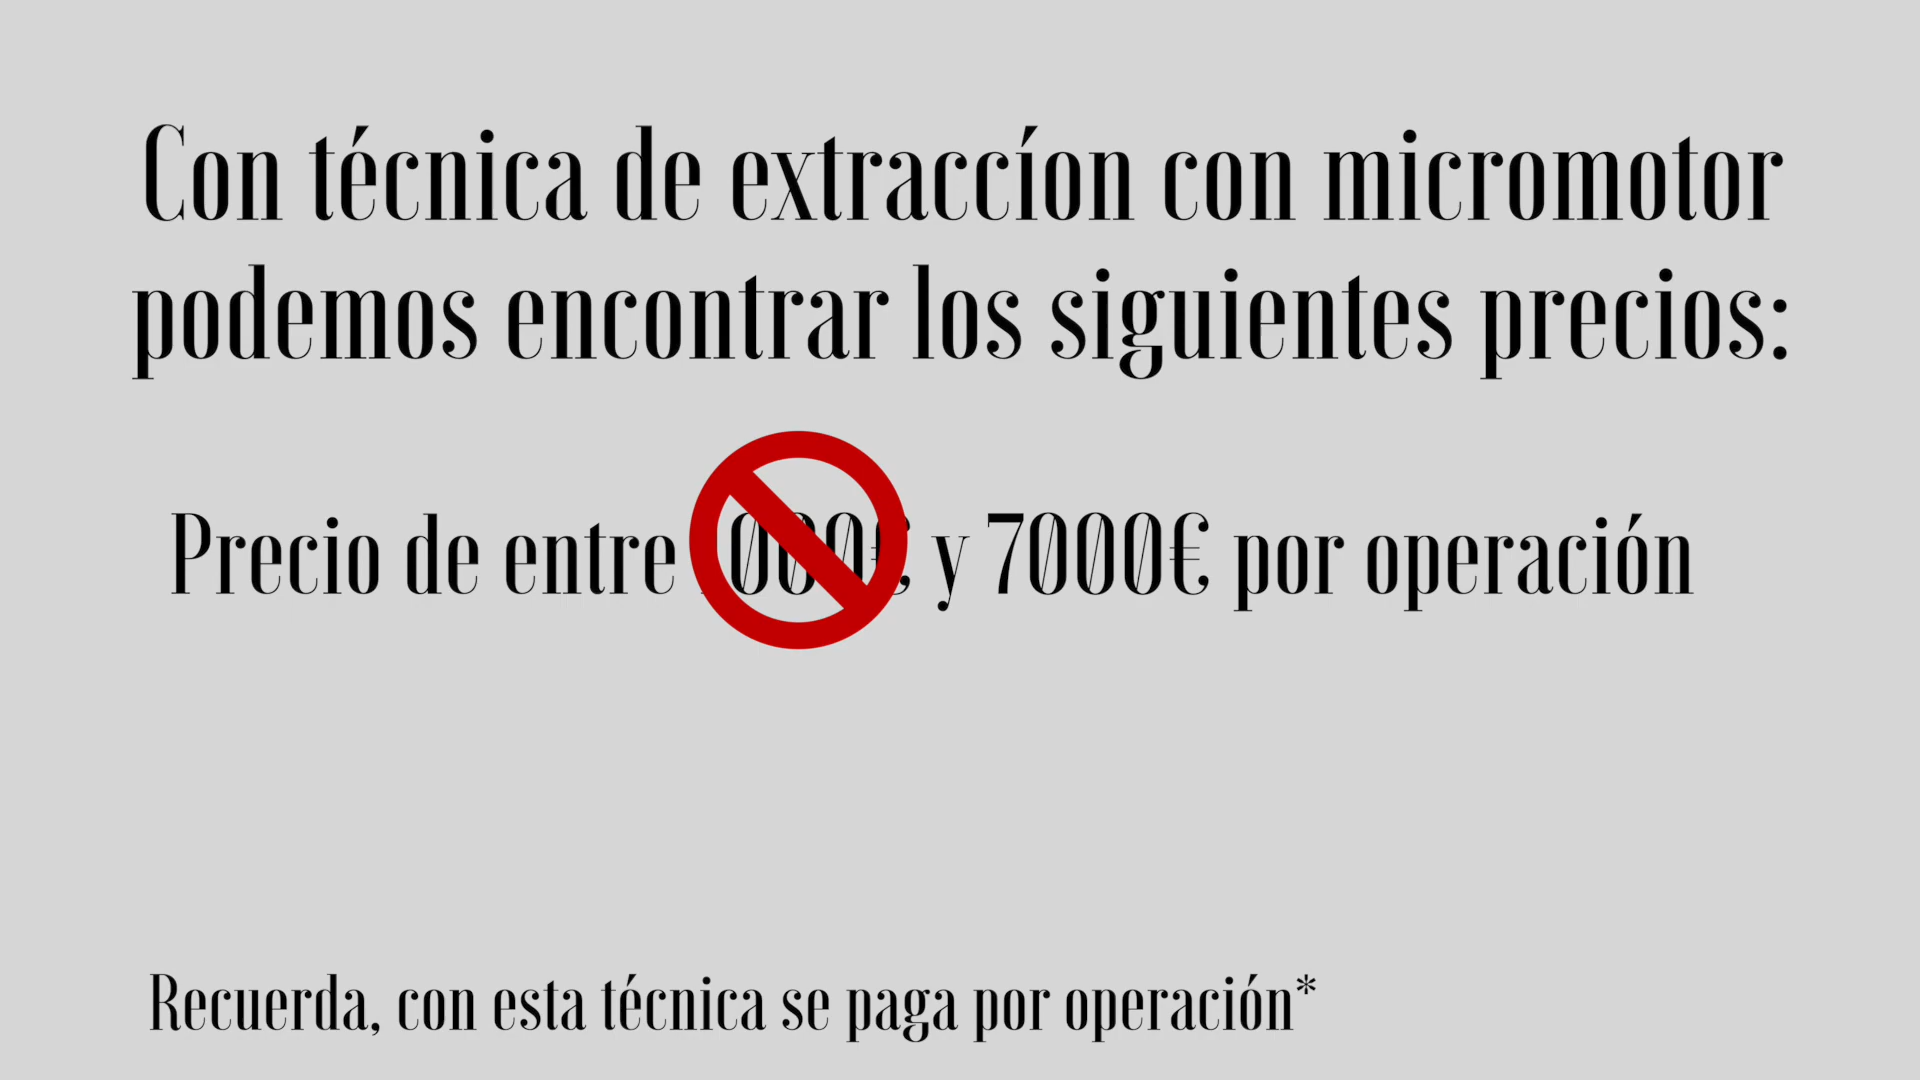 Con técnica de extraccíon con micromotor
podemos encontrar los siguientes precios:
Precio de entre y 7000€ por operación
Recuerda, con esta técnica se paga por operación*